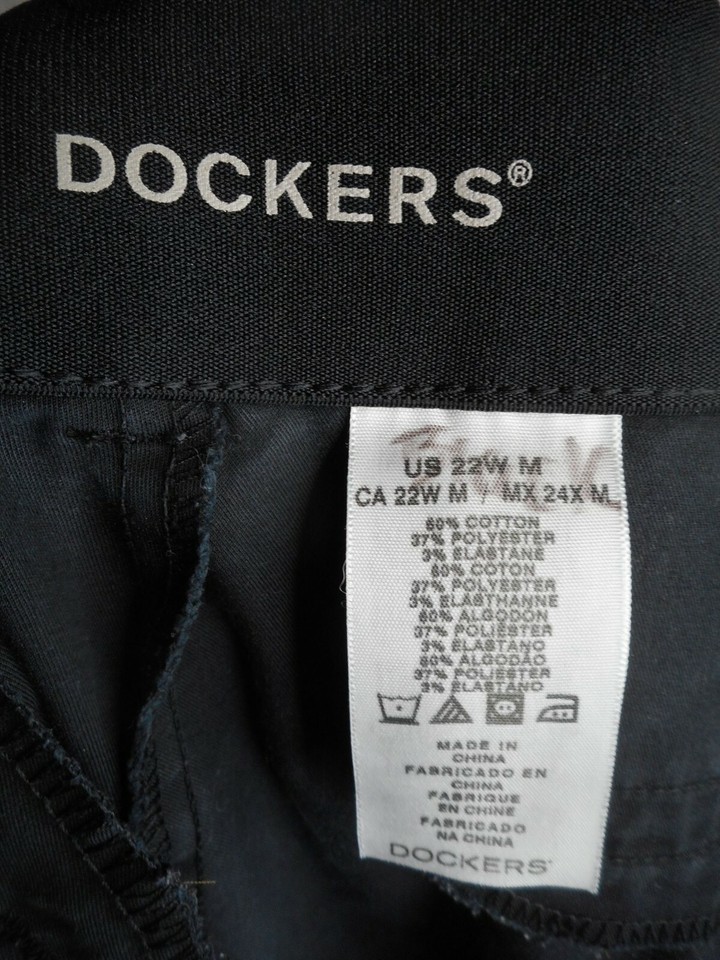 DOCKERS®
US 22W M
CA 22W M / MX 24X M
60% COTTON
37% POLYESTER
3% ELASTANE
60% COTON
37% POLYESTER
3% ELASTHANNE
60% ALGODON
37% POLIESTER
3% ELASTANO
60% ALGODÃO
37% POLIESTER
3% ELASTANO
MADE IN
CHINA
FABRICADO EN
CHINA
FABRIQUE
EN CHINE
FABRICADO
NA CHINA
DOCKERS®